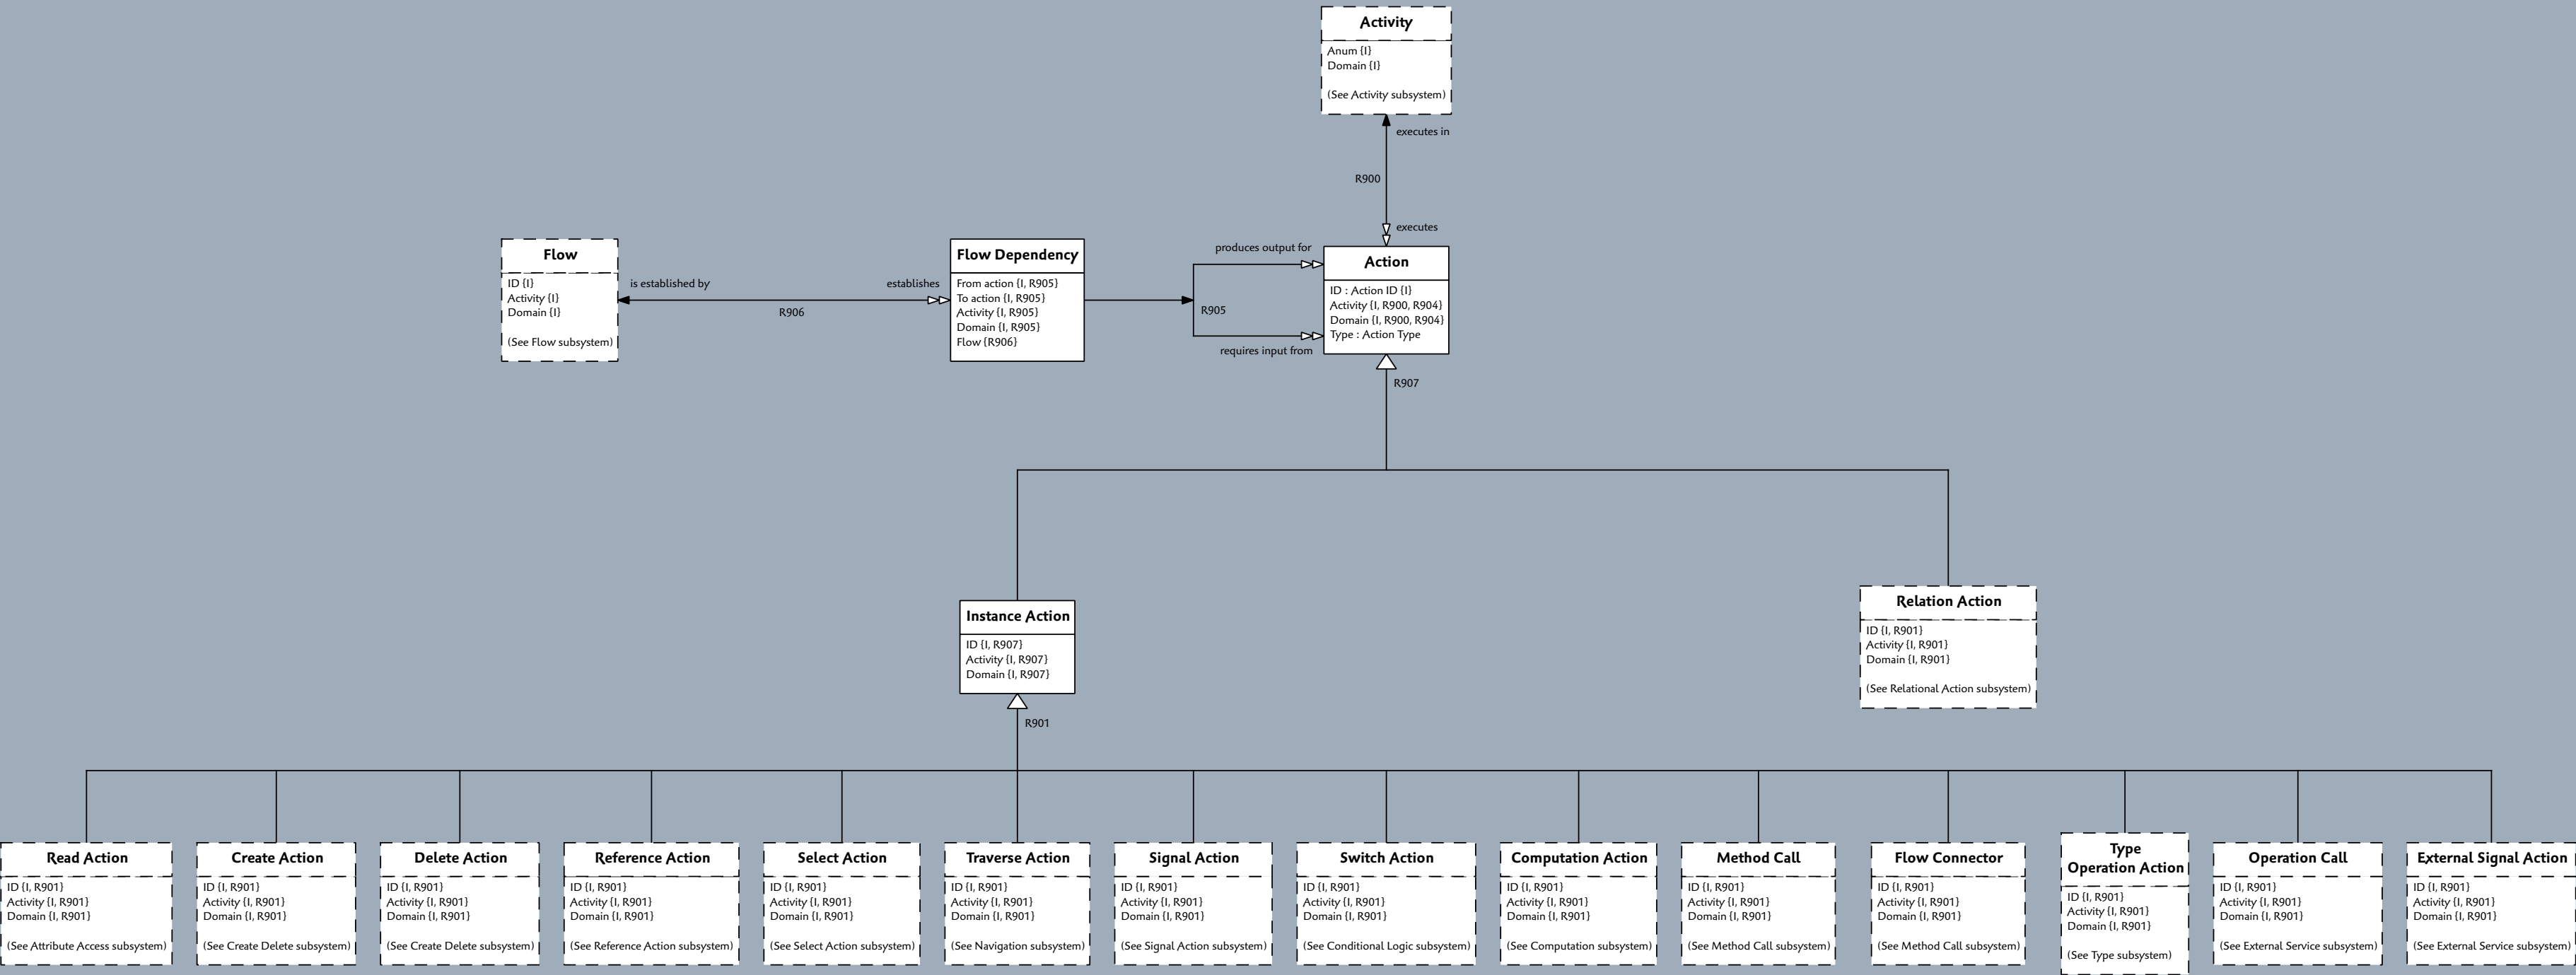 Activity
Anum {I}
Domain {I}
(See Activity subsystem)
executes in
R900
executes
Flow
ID {I}
Activity {I}
Domain {I}
(See Flow subsystem)
is established by
establishes
R906
Flow Dependency
From action {I, R905}
To action {I, R905}
Activity {I, R905}
Domain {I, R905}
Flow {R906}
produces output for
R905
requires input from
Action
ID : Action ID {I}
Activity {I, R900, R904}
Domain {I, R900, R904}
Type : Action Type
R907
Instance Action
ID {I, R907}
Activity {I, R907}
Domain {I, R907}
Relation Action
ID {I, R901}
Activity {I, R901}
Domain {I, R901}
(See Relational Action subsystem)
R901
Read Action
ID {I, R901}
Activity {I, R901}
Domain {I, R901}
(See Attribute Access subsystem)
Create Action
ID {I, R901}
Activity {I, R901}
Domain {I, R901}
(See Create Delete subsystem)
Delete Action
ID {I, R901}
Activity {I, R901}
Domain {I, R901}
(See Create Delete subsystem)
Reference Action
ID {I, R901}
Activity {I, R901}
Domain {I, R901}
(See Reference Action subsystem)
Select Action
ID {I, R901}
Activity {I, R901}
Domain {I, R901}
(See Select Action subsystem)
Traverse Action
ID {I, R901}
Activity {I, R901}
Domain {I, R901}
(See Navigation subsystem)
Signal Action
ID {I, R901}
Activity {I, R901}
Domain {I, R901}
(See Signal Action subsystem)
Switch Action
ID {I, R901}
Activity {I, R901}
Domain {I, R901}
(See Conditional Logic subsystem)
Computation Action
ID {I, R901}
Activity {I, R901}
Domain {I, R901}
(See Computation subsystem)
Method Call
ID {I, R901}
Activity {I, R901}
Domain {I, R901}
(See Method Call subsystem)
Flow Connector
ID {I, R901}
Activity {I, R901}
Domain {I, R901}
(See Method Call subsystem)
Type
Operation Action
ID {I, R901}
Activity {I, R901}
Domain {I, R901}
(See Type subsystem)
Operation Call
ID {I, R901}
Activity {I, R901}
Domain {I, R901}
(See External Service subsystem)
External Signal Action
ID {I, R901}
Activity {I, R901}
Domain {I, R901}
(See External Service subsystem)